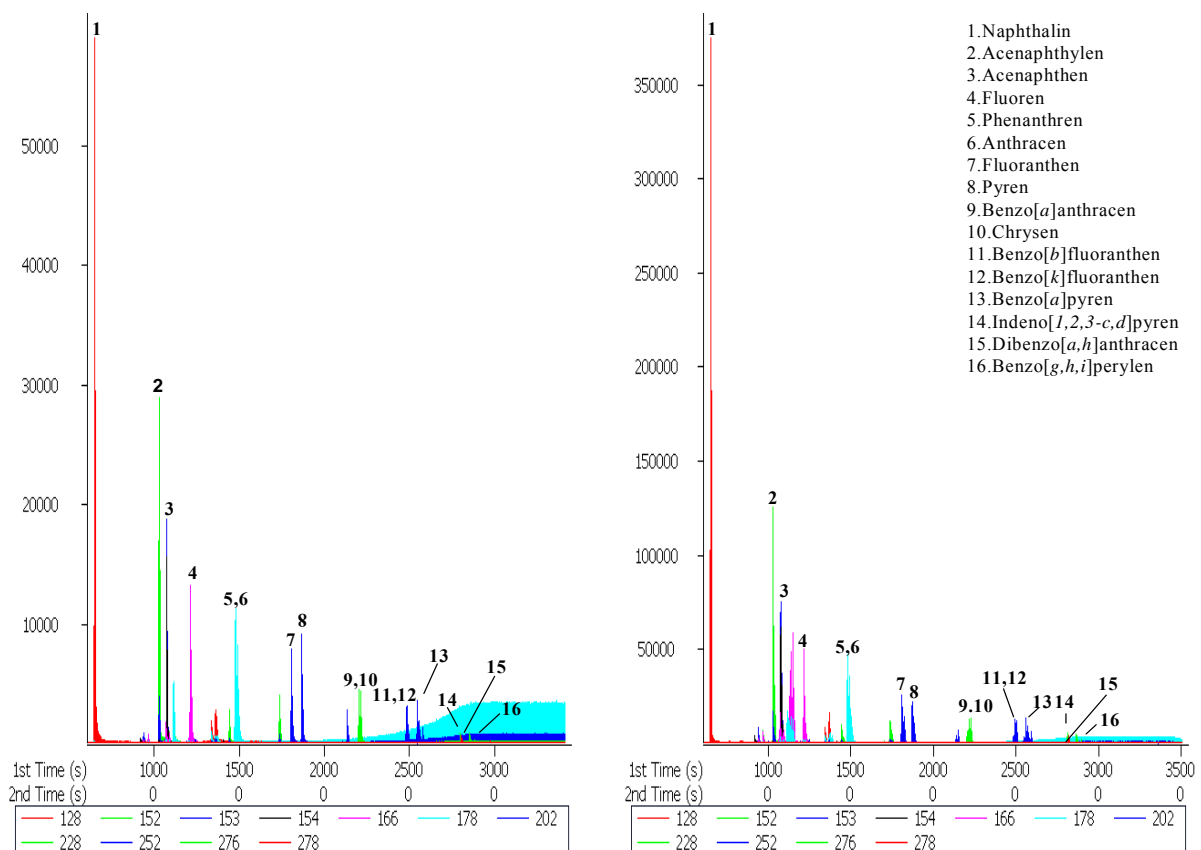 1
50000
40000
30000
20000
10000
2
3
4
5,6
7
8
9,10
11,12
13
14
15
16
1st Time (s) 1000 1500 2000 2500 3000
2nd Time (s) 0 0 0 0 0
128 152 153 154 166 178 202
228 252 276 278
1
350000
300000
250000
200000
150000
100000
50000
2
3
4
5,6
7
8
9.10
11,12
13
14
15
16
1st Time (s) 1000 1500 2000 2500 3000 3500
2nd Time (s) 0 0 0 0 0 0
128 152 153 154 166 178 202
228 252 276 278
1.Naphthalin
2.Acenaphthylen
3.Acenaphthen
4.Fluoren
5.Phenanthren
6.Anthracen
7.Fluoranthen
8.Pyren
9.Benzo[a]anthracen
10.Chrysen
11.Benzo[b]fluoranthen
12.Benzo[k]fluoranthen
13.Benzo[a]pyren
14.Indeno[1,2,3-c,d]pyren
15.Dibenzo[a,h]anthracen
16.Benzo[g,h,i]perylen